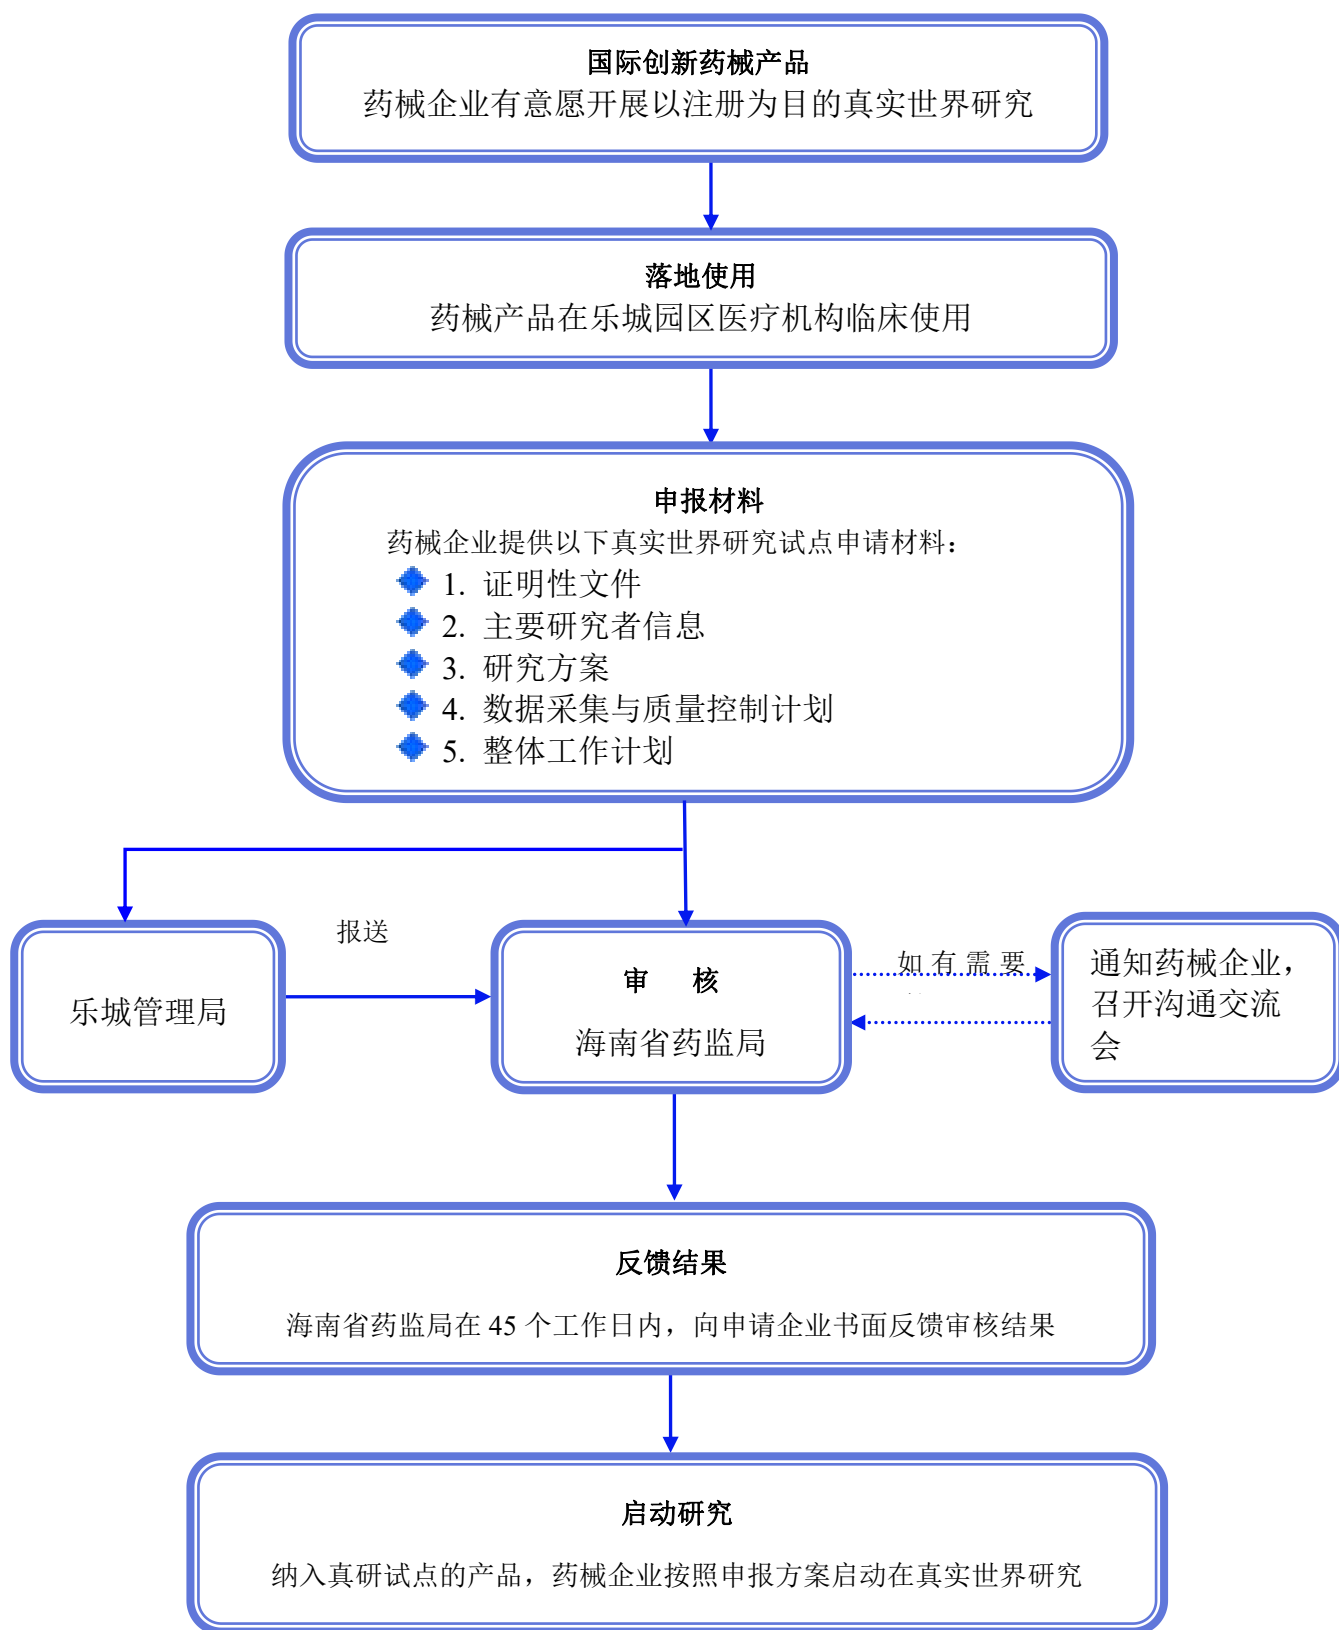 国际创新药械产品
药械企业有意愿开展以注册为目的真实世界研究
落地使用
药械产品在乐城园区医疗机构临床使用
申报材料
药械企业提供以下真实世界研究试点申请材料：
1. 证明性文件
2. 主要研究者信息
3. 研究方案
4. 数据采集与质量控制计划
5. 整体工作计划
乐城管理局
报送
审 核
海南省药监局
如有需要
通知药械企业，
召开沟通交流
会
反馈结果
海南省药监局在 45 个工作日内，向申请企业书面反馈审核结果
启动研究
纳入真研试点的产品，药械企业按照申报方案启动在真实世界研究